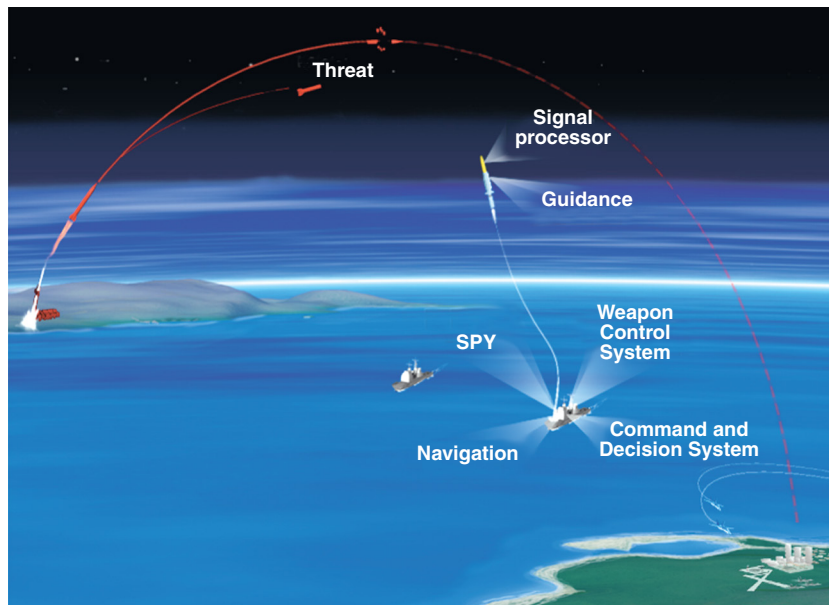 Threat
Signal
processor
Guidance
Weapon
Control
System
SPY
Command and
Decision System
Navigation